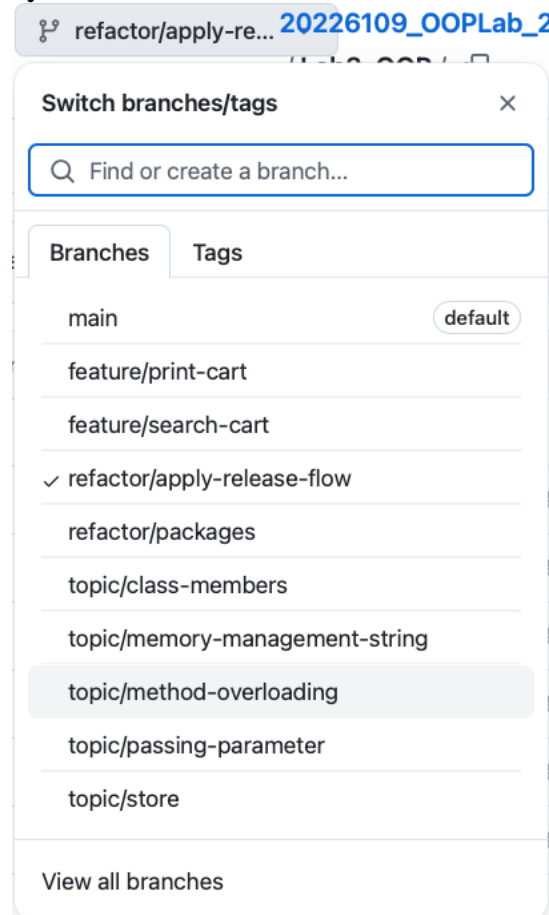 refactor/apply-re... 20226109_OOPLab_2
Switch branches/tags
Find or create a branch...
Branches Tags
main default
feature/print-cart
feature/search-cart
refactor/apply-release-flow
refactor/packages
topic/class-members
topic/memory-management-string
topic/method-overloading
topic/passing-parameter
topic/store
View all branches